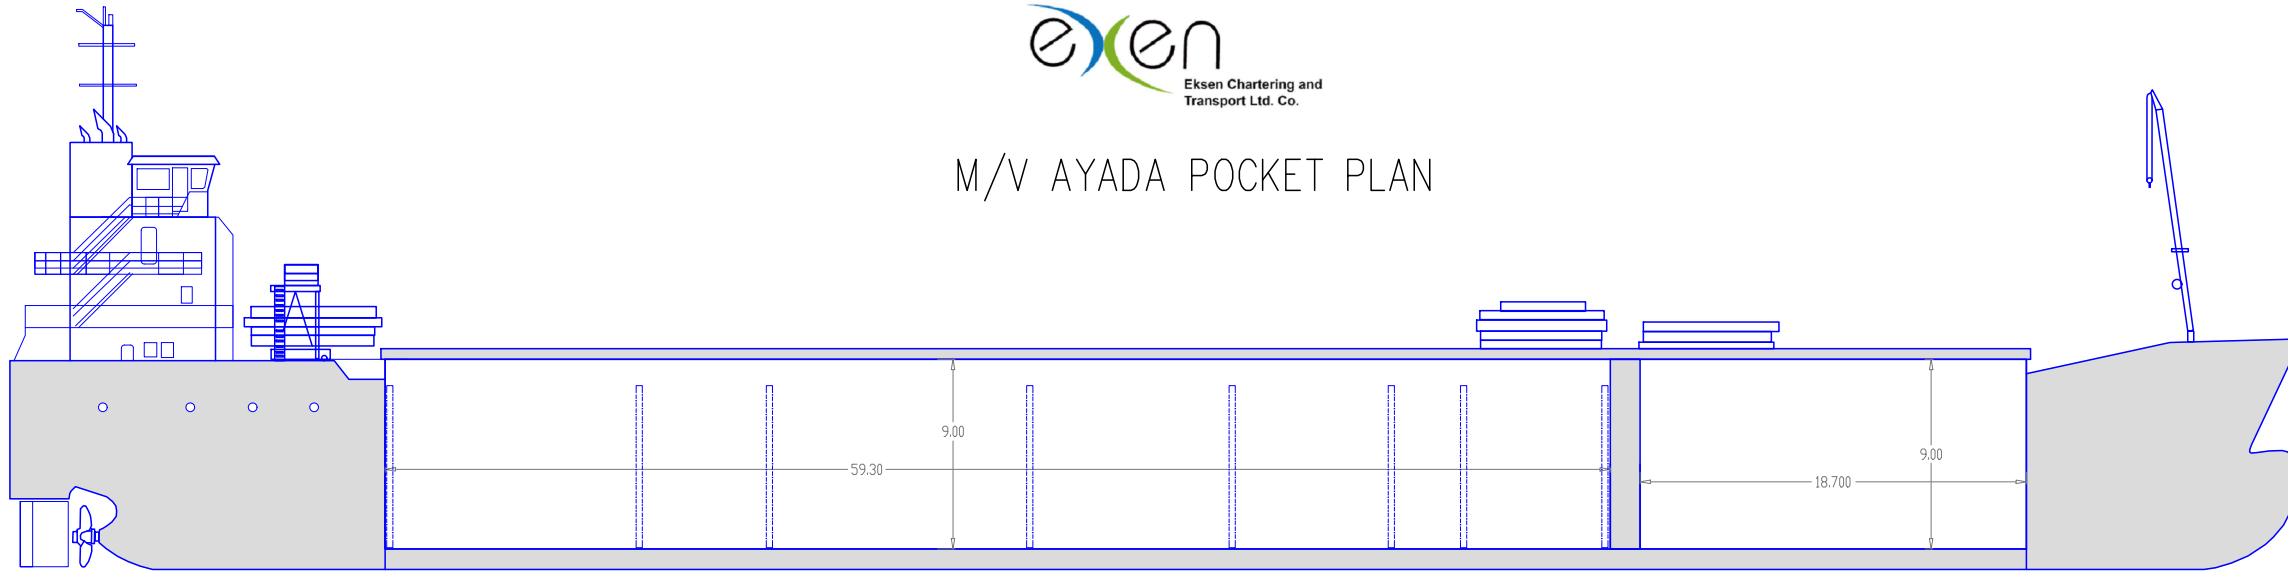 exen
Eksen Chartering and
Transport Ltd. Co.
M/V AYADA POCKET PLAN
9.00
59.30
9.00
18.700